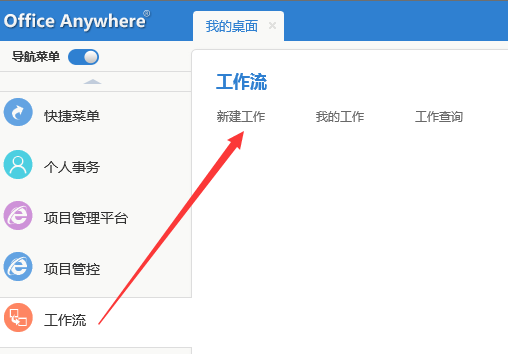 Office Anywhere®
我的桌面 ×
导航菜单
工作流
新建工作 我的工作 工作查询
快捷菜单
个人事务
项目管理平台
项目管控
工作流